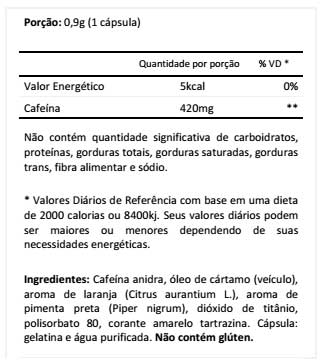 Porção: 0,9g (1 cápsula)
Quantidade por porção % VD *
Valor Energético 5kcal 0%
Cafeína 420mg **
Não contém quantidade significativa de carboidratos,
proteínas, gorduras totais, gorduras saturadas, gorduras
trans, fibra alimentar e sódio.
* Valores Diários de Referência com base em uma dieta
de 2000 calorias ou 8400kj. Seus valores diários podem
ser maiores ou menores dependendo de suas
necessidades energéticas.
Ingredientes: Cafeína anidra, óleo de cártamo (veículo),
aroma de laranja (Citrus aurantium L.), aroma de
pimenta preta (Piper nigrum), dióxido de titânio,
polisorbato 80, corante amarelo tartrazina. Cápsula:
gelatina e água purificada. Não contém glúten.